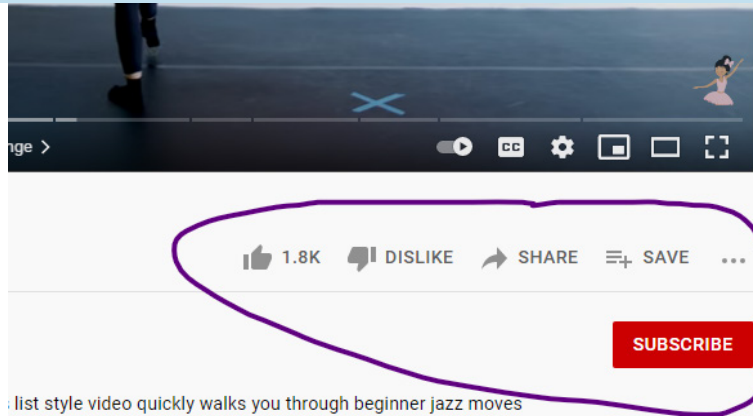 nge >
CC
1.8K DISLIKE SHARE SAVE ...
SUBSCRIBE
list style video quickly walks you through beginner jazz moves